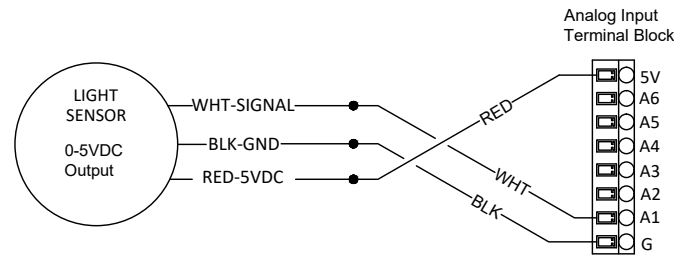 Analog Input
Terminal Block
LIGHT
SENSOR
0-5VDC
Output
WHT-SIGNAL
BLK-GND
RED-5VDC
RED
WHT
BLK
5V
A6
A5
A4
A3
A2
A1
G